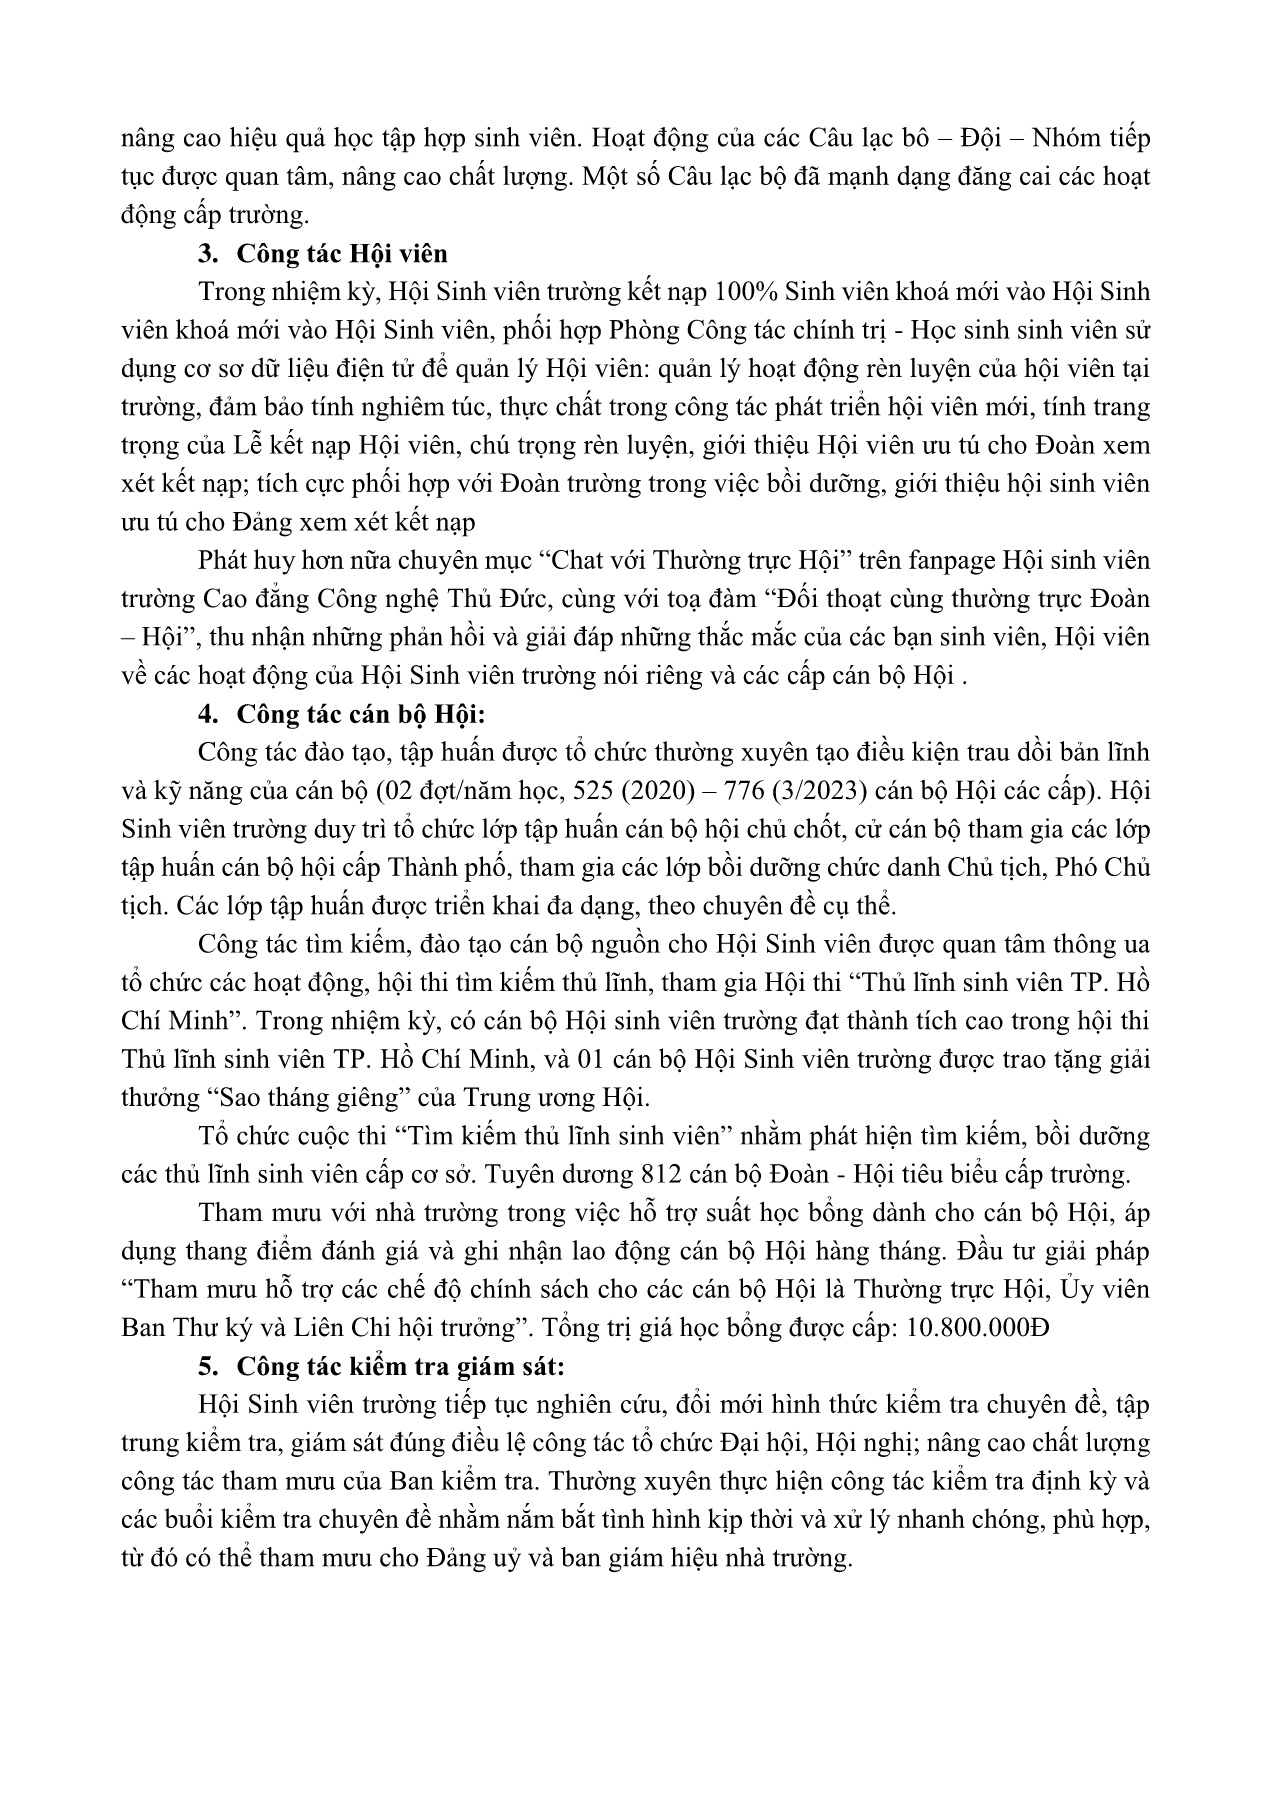 nâng cao hiệu quả học tập hợp sinh viên. Hoạt động của các Câu lạc bô – Đội – Nhóm tiếp
tục được quan tâm, nâng cao chất lượng. Một số Câu lạc bộ đã mạnh dạng đăng cai các hoạt
động cấp trường.
3. Công tác Hội viên
Trong nhiệm kỳ, Hội Sinh viên trường kết nạp 100% Sinh viên khoá mới vào Hội Sinh
viên khoá mới vào Hội Sinh viên, phối hợp Phòng Công tác chính trị - Học sinh sinh viên sử
dụng cơ sơ dữ liệu điện tử để quản lý Hội viên: quản lý hoạt động rèn luyện của hội viên tại
trường, đảm bảo tính nghiêm túc, thực chất trong công tác phát triển hội viên mới, tính trang
trọng của Lễ kết nạp Hội viên, chú trọng rèn luyện, giới thiệu Hội viên ưu tú cho Đoàn xem
xét kết nạp; tích cực phối hợp với Đoàn trường trong việc bồi dưỡng, giới thiệu hội sinh viên
ưu tú cho Đảng xem xét kết nạp
Phát huy hơn nữa chuyên mục “Chat với Thường trực Hội” trên fanpage Hội sinh viên
trường Cao đẳng Công nghệ Thủ Đức, cùng với toạ đàm “Đối thoạt cùng thường trực Đoàn
– Hội”, thu nhận những phản hồi và giải đáp những thắc mắc của các bạn sinh viên, Hội viên
về các hoạt động của Hội Sinh viên trường nói riêng và các cấp cán bộ Hội .
4. Công tác cán bộ Hội:
Công tác đào tạo, tập huấn được tổ chức thường xuyên tạo điều kiện trau dồi bản lĩnh
và kỹ năng của cán bộ (02 đợt/năm học, 525 (2020) – 776 (3/2023) cán bộ Hội các cấp). Hội
Sinh viên trường duy trì tổ chức lớp tập huấn cán bộ hội chủ chốt, cử cán bộ tham gia các lớp
tập huấn cán bộ hội cấp Thành phố, tham gia các lớp bồi dưỡng chức danh Chủ tịch, Phó Chủ
tịch. Các lớp tập huấn được triển khai đa dạng, theo chuyên đề cụ thể.
Công tác tìm kiếm, đào tạo cán bộ nguồn cho Hội Sinh viên được quan tâm thông ua
tổ chức các hoạt động, hội thi tìm kiếm thủ lĩnh, tham gia Hội thi “Thủ lĩnh sinh viên TP. Hồ
Chí Minh”. Trong nhiệm kỳ, có cán bộ Hội sinh viên trường đạt thành tích cao trong hội thi
Thủ lĩnh sinh viên TP. Hồ Chí Minh, và 01 cán bộ Hội Sinh viên trường được trao tặng giải
thưởng “Sao tháng giêng” của Trung ương Hội.
Tổ chức cuộc thi “Tìm kiếm thủ lĩnh sinh viên” nhằm phát hiện tìm kiếm, bồi dưỡng
các thủ lĩnh sinh viên cấp cơ sở. Tuyên dương 812 cán bộ Đoàn - Hội tiêu biểu cấp trường.
Tham mưu với nhà trường trong việc hỗ trợ suất học bổng dành cho cán bộ Hội, áp
dụng thang điểm đánh giá và ghi nhận lao động cán bộ Hội hàng tháng. Đầu tư giải pháp
“Tham mưu hỗ trợ các chế độ chính sách cho các cán bộ Hội là Thường trực Hội, Ủy viên
Ban Thư ký và Liên Chi hội trưởng”. Tổng trị giá học bổng được cấp: 10.800.000Đ
5. Công tác kiểm tra giám sát:
Hội Sinh viên trường tiếp tục nghiên cứu, đổi mới hình thức kiểm tra chuyên đề, tập
trung kiểm tra, giám sát đúng điều lệ công tác tổ chức Đại hội, Hội nghị; nâng cao chất lượng
công tác tham mưu của Ban kiểm tra. Thường xuyên thực hiện công tác kiểm tra định kỳ và
các buổi kiểm tra chuyên đề nhằm nắm bắt tình hình kịp thời và xử lý nhanh chóng, phù hợp,
từ đó có thể tham mưu cho Đảng uỷ và ban giám hiệu nhà trường.